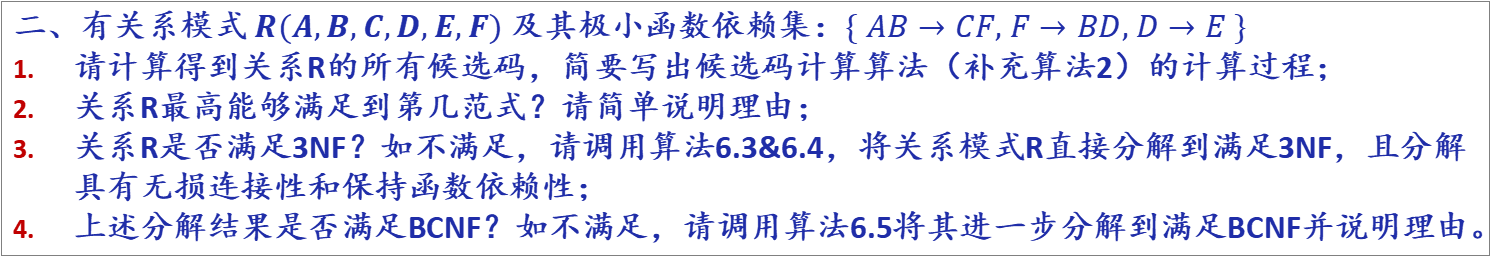 二、有关系模式 R(A, B, C, D, E, F) 及其极小函数依赖集：{ AB → CF, F → BD, D → E }
1. 请计算得到关系R的所有候选码，简要写出候选码计算算法（补充算法2）的计算过程；
2. 关系R最高能够满足到第几范式？请简单说明理由；
3. 关系R是否满足3NF？如不满足，请调用算法6.3&6.4，将关系模式R直接分解到满足3NF，且分解
具有无损连接性和保持函数依赖性；
4. 上述分解结果是否满足BCNF？如不满足，请调用算法6.5将其进一步分解到满足BCNF并说明理由。